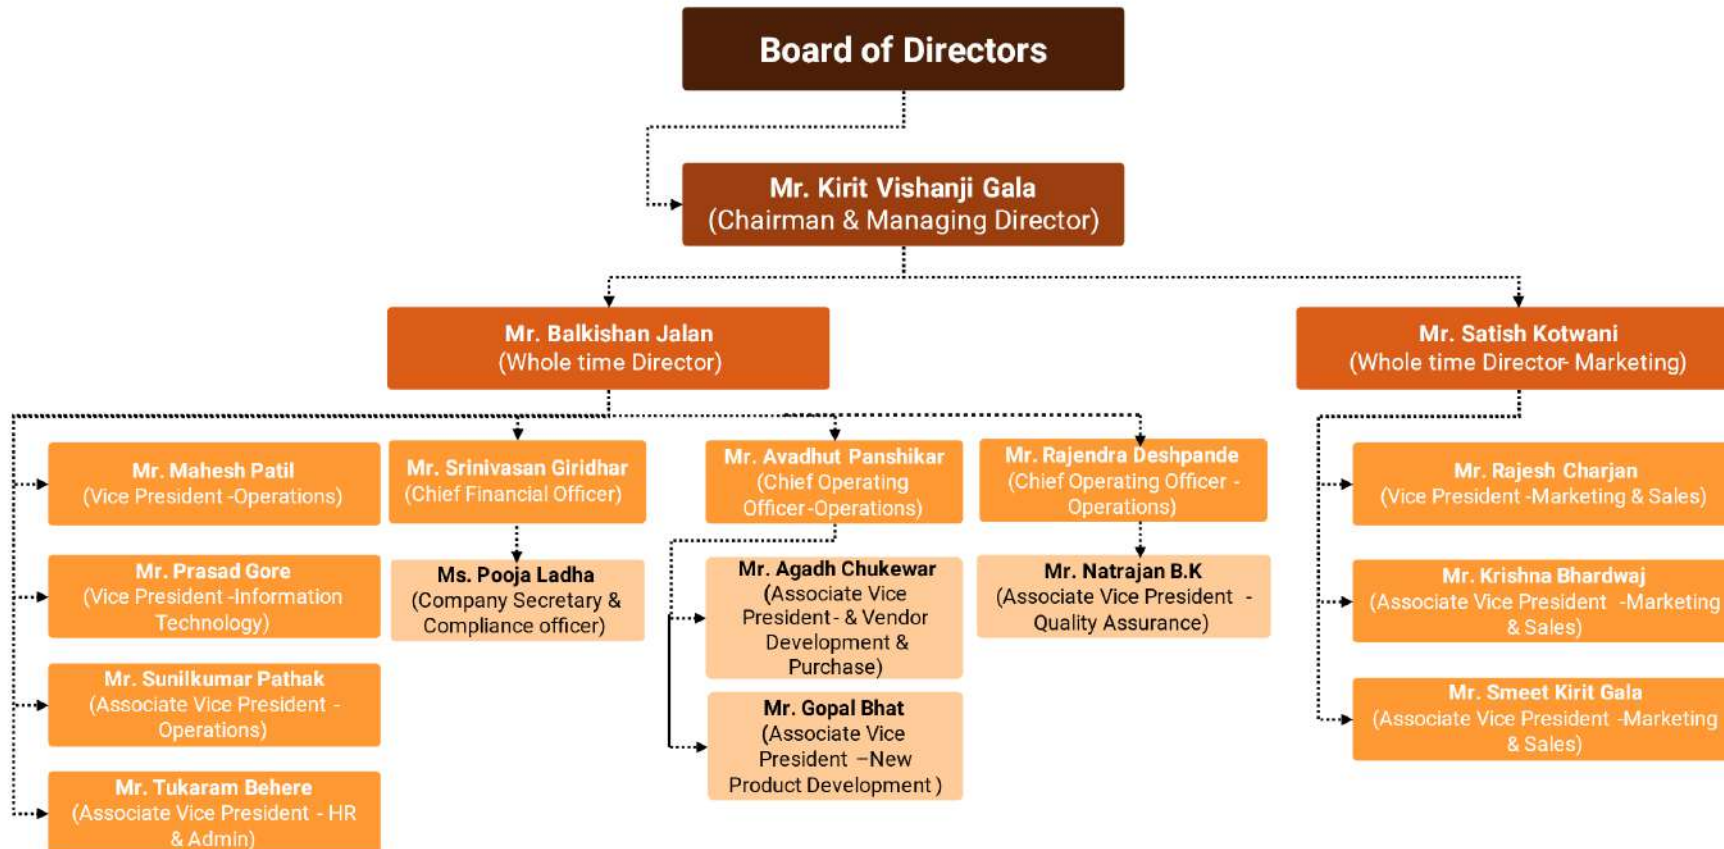 Board of Directors
Mr. Kirit Vishanji Gala
(Chairman & Managing Director)
Mr. Balkishan Jalan
(Whole time Director)
Mr. Satish Kotwani
(Whole time Director- Marketing)
Mr. Mahesh Patil
(Vice President -Operations)
Mr. Prasad Gore
(Vice President -Information
Technology)
Mr. Sunilkumar Pathak
(Associate Vice President -
Operations)
Mr. Tukaram Behere
(Associate Vice President - HR
& Admin)
Mr. Srinivasan Giridhar
(Chief Financial Officer)
Ms. Pooja Ladha
(Company Secretary &
Compliance officer)
Mr. Avadhut Panshikar
(Chief Operating
Officer-Operations)
Mr. Agadh Chukewar
(Associate Vice
President- & Vendor
Development &
Purchase)
Mr. Gopal Bhat
(Associate Vice
President –New
Product Development )
Mr. Rajendra Deshpande
(Chief Operating Officer -
Operations)
Mr. Natrajan B.K
(Associate Vice President -
Quality Assurance)
Mr. Rajesh Charjan
(Vice President -Marketing & Sales)
Mr. Krishna Bhardwaj
(Associate Vice President -Marketing
& Sales)
Mr. Smeet Kirit Gala
(Associate Vice President -Marketing
& Sales)